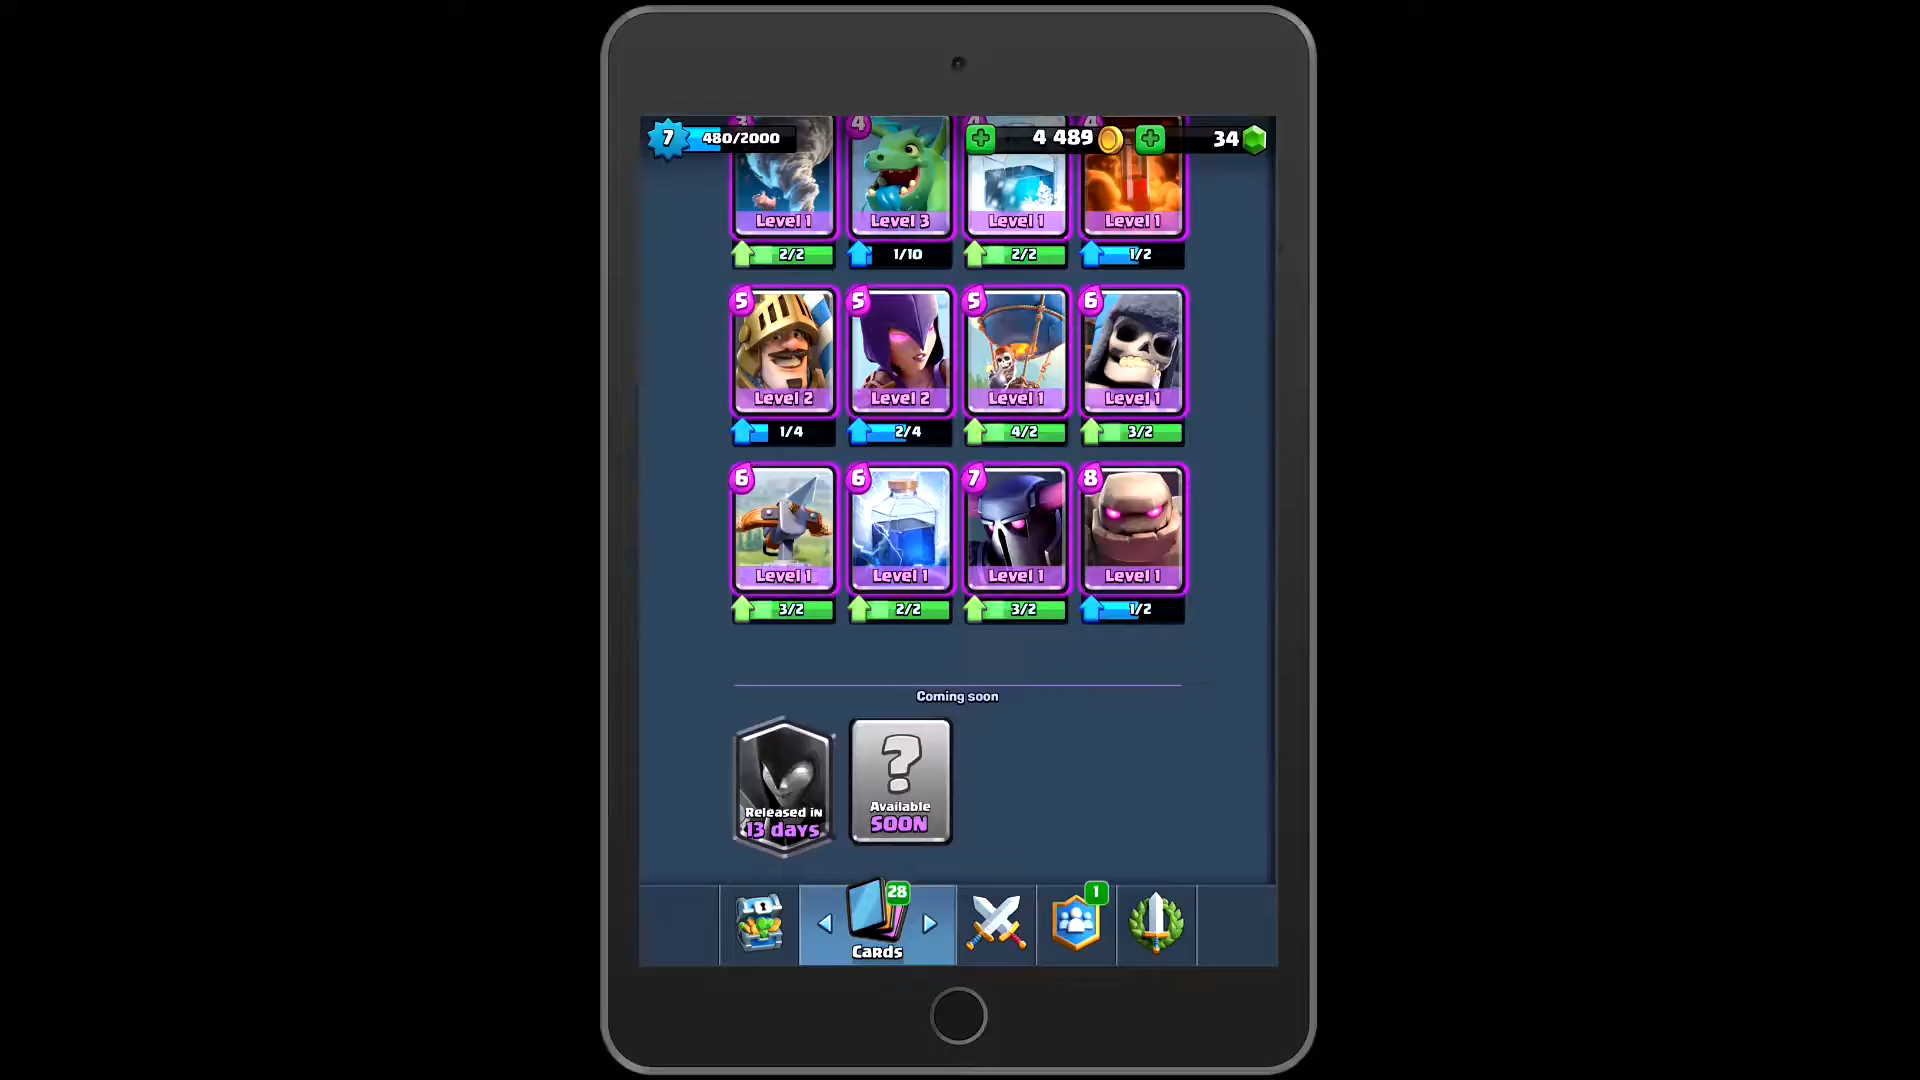 7 480/2000 4 489 34
3 4 4 4
Level 1 Level 3 Level 1 Level 1
2/2 1/10 2/2 1/2
5 5 5 6
Level 2 Level 2 Level 1 Level 1
1/4 2/4 4/2 3/2
6 6 7 8
Level 1 Level 1 Level 1 Level 1
3/2 2/2 3/2 1/2
Coming soon
?
Released in
13 days
Available
SOON
28 1
Cards